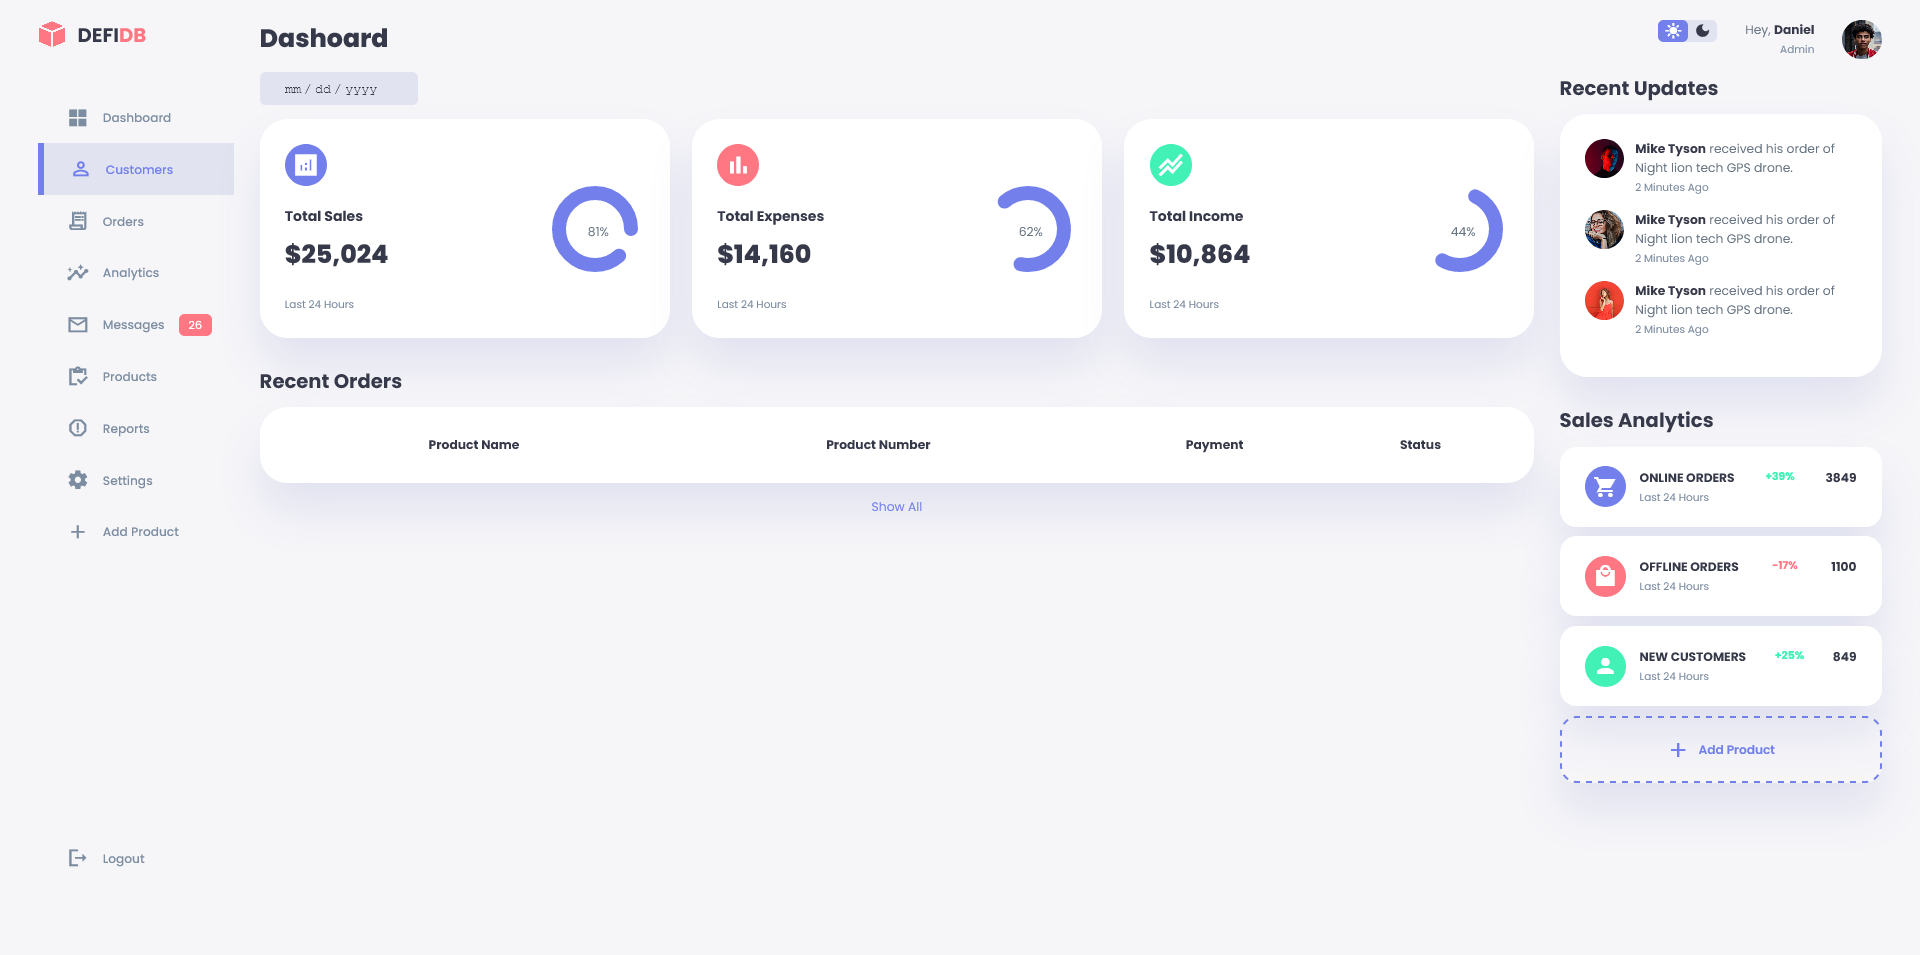 DEFIDB
Dashboard
Customers
Orders
Analytics
Messages 26
Products
Reports
Settings
Add Product
Logout
Dashoard
mm / dd / yyyy
Total Sales
$25,024
81%
Last 24 Hours
Total Expenses
$14,160
62%
Last 24 Hours
Total Income
$10,864
44%
Last 24 Hours
Recent Orders
Product Name Product Number Payment Status
Show All
Hey, Daniel
Admin
Recent Updates
Mike Tyson received his order of
Night lion tech GPS drone.
2 Minutes Ago
Mike Tyson received his order of
Night lion tech GPS drone.
2 Minutes Ago
Mike Tyson received his order of
Night lion tech GPS drone.
2 Minutes Ago
Sales Analytics
ONLINE ORDERS +39% 3849
Last 24 Hours
OFFLINE ORDERS -17% 1100
Last 24 Hours
NEW CUSTOMERS +25% 849
Last 24 Hours
Add Product